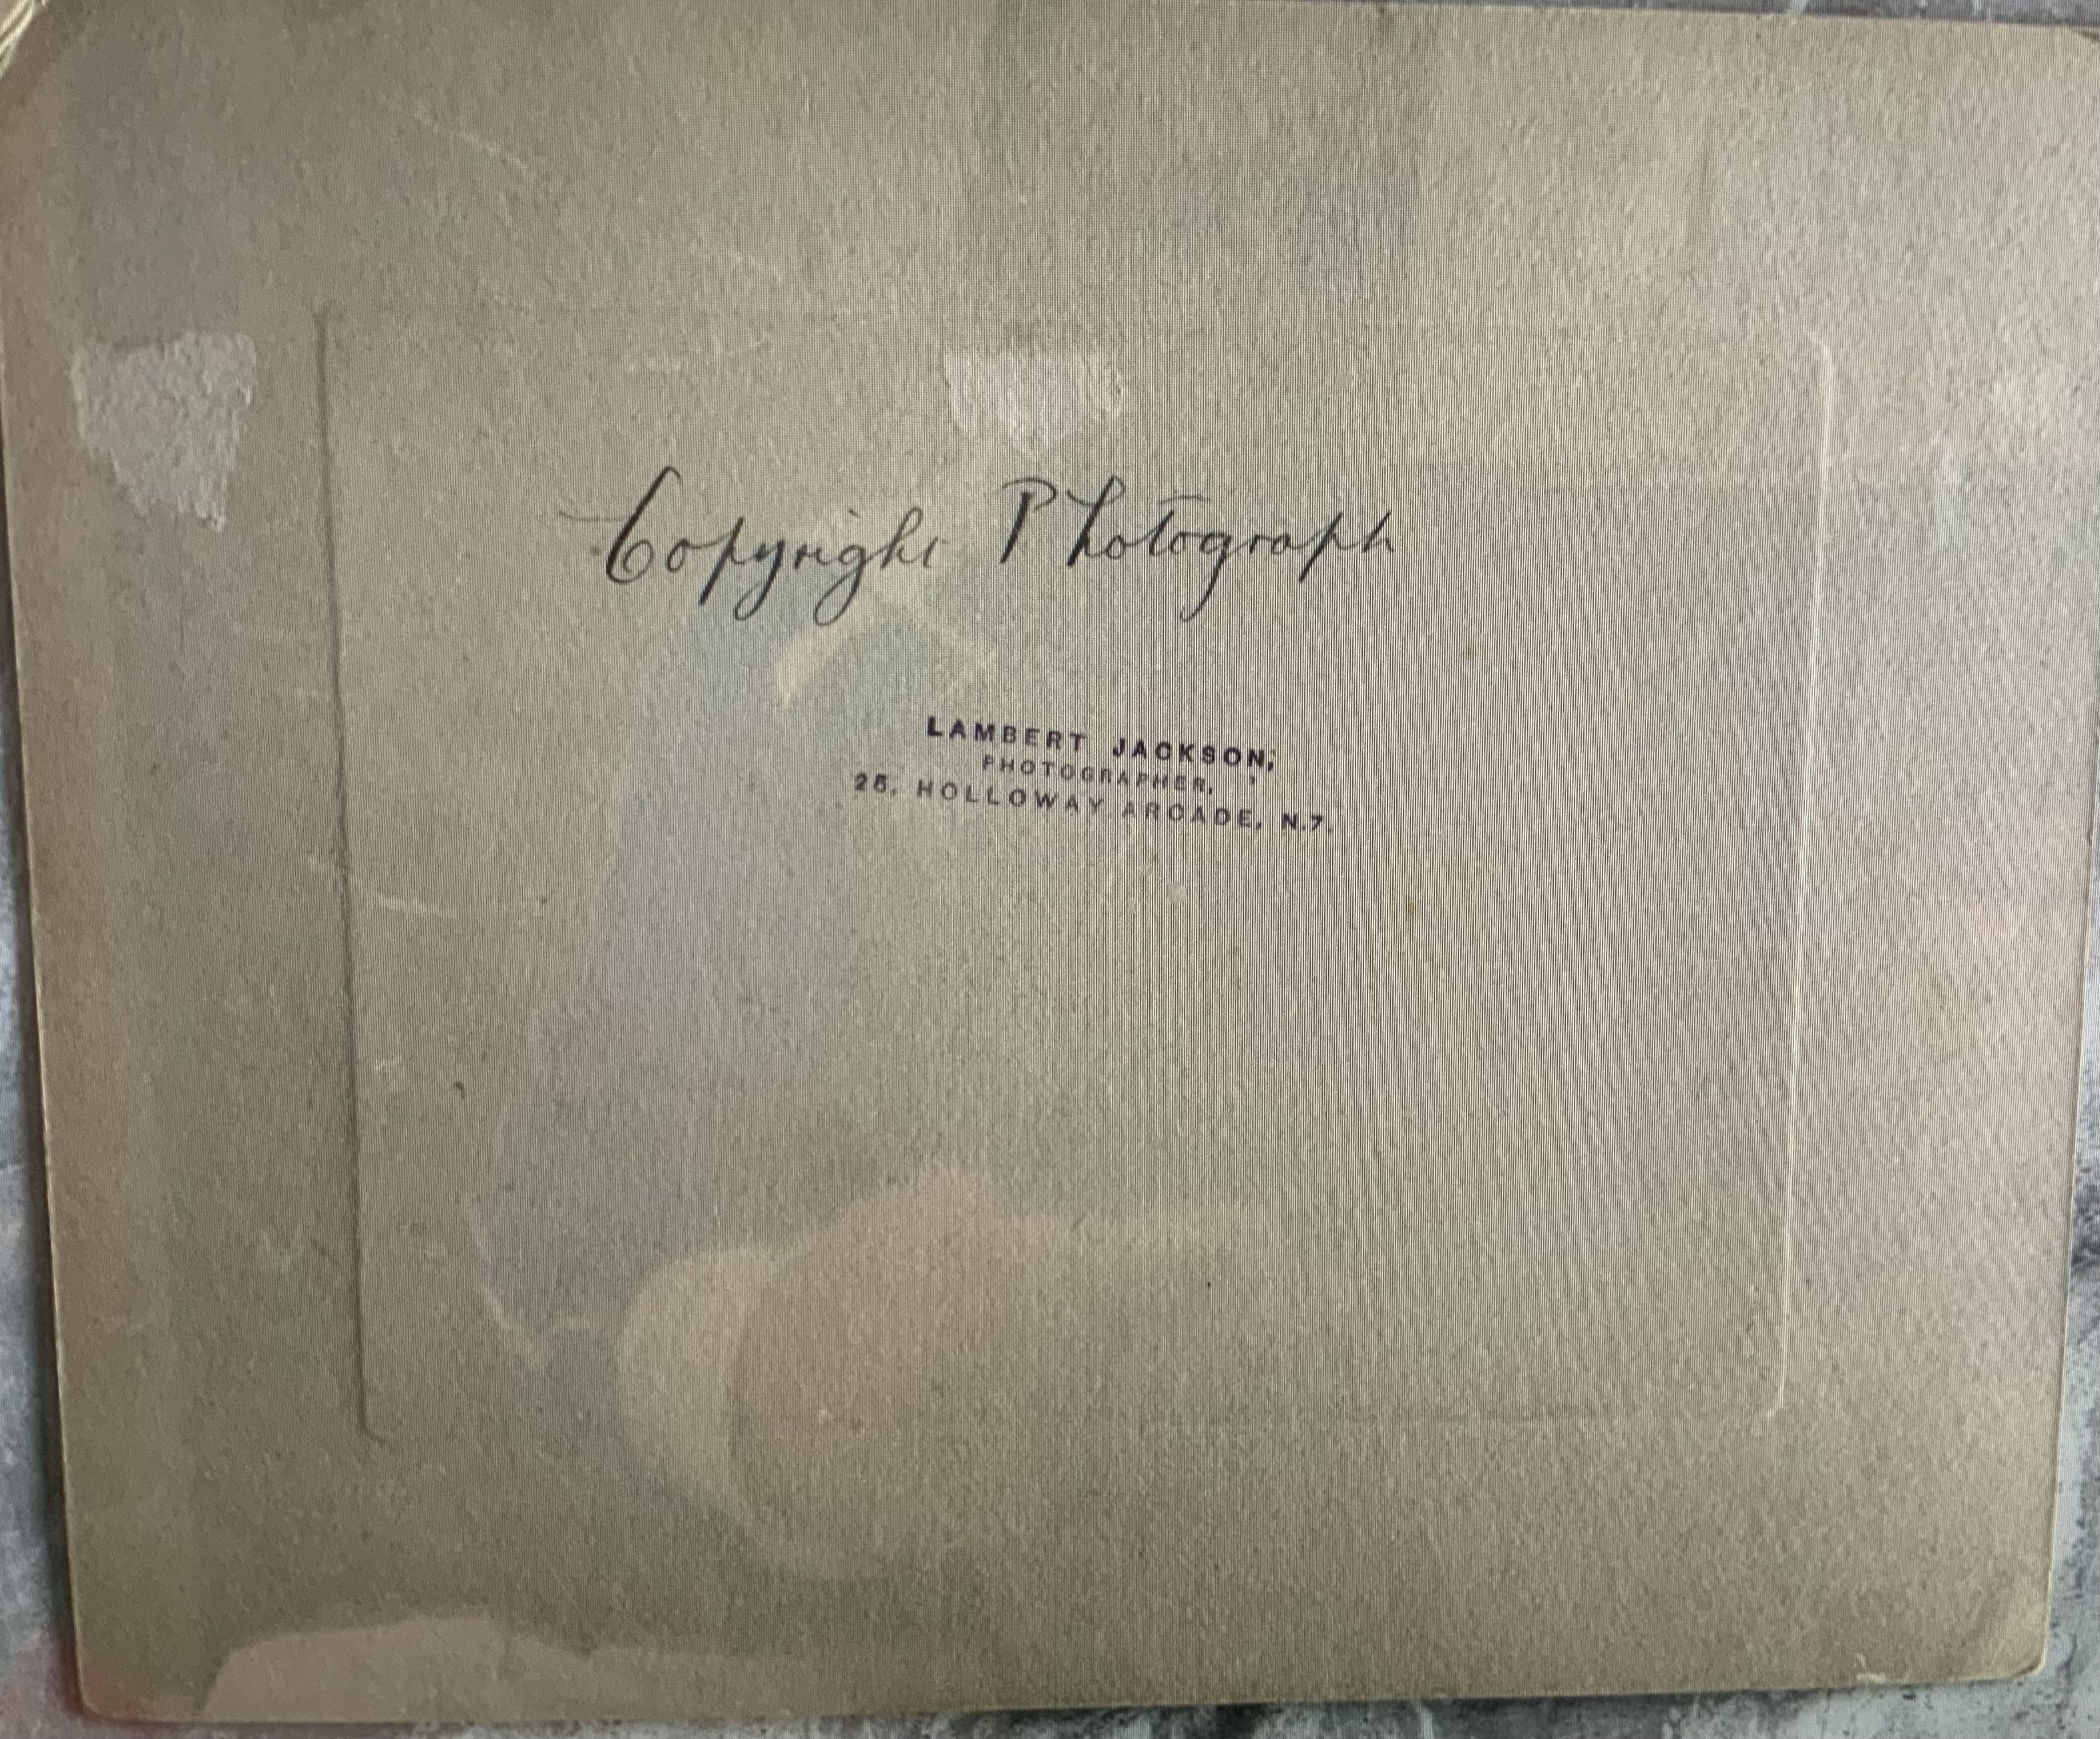 Copyright Photograph
LAMBERT JACKSON,
PHOTOGRAPHER,
25, HOLLOWAY ARCADE, N.7.